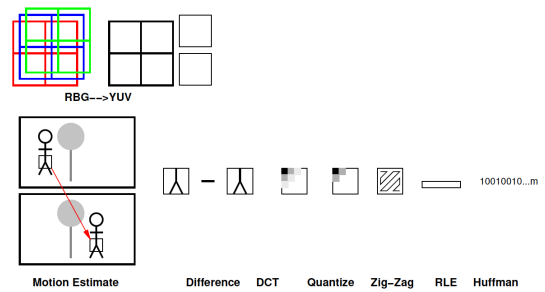 RBG-->YUV
10010010...m
Motion Estimate Difference DCT Quantize Zig-Zag RLE Huffman